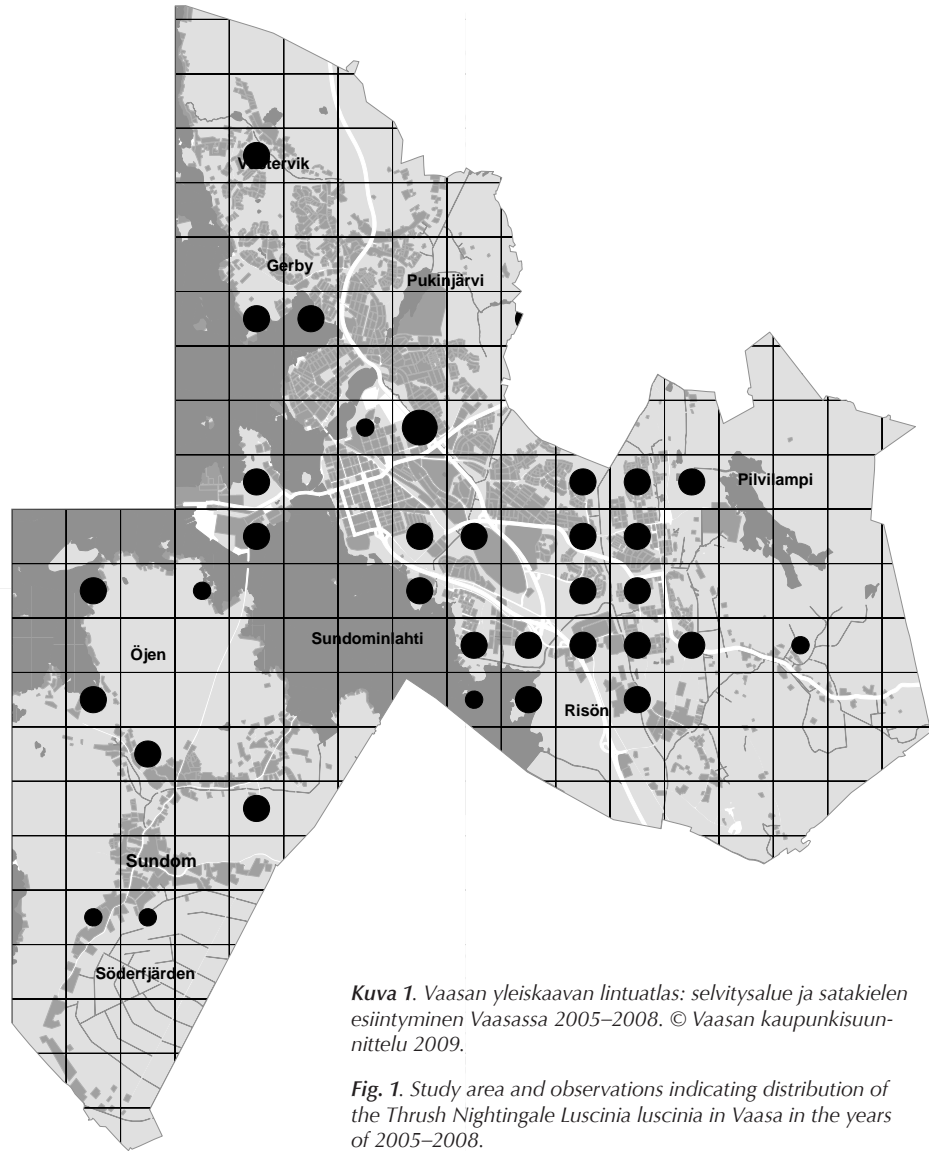 Västervik
Gerby
Pukinjärvi
Pilvilampi
Sundominlahti
Öjen
Risön
Sundom
Söderfjärden
Kuva 1. Vaasan yleiskaavan lintuatlas: selvitysalue ja satakielen
esiintyminen Vaasassa 2005–2008. © Vaasan kaupunkisuun-
nittelu 2009.
Fig. 1. Study area and observations indicating distribution of
the Thrush Nightingale Luscinia luscinia in Vaasa in the years
of 2005–2008.